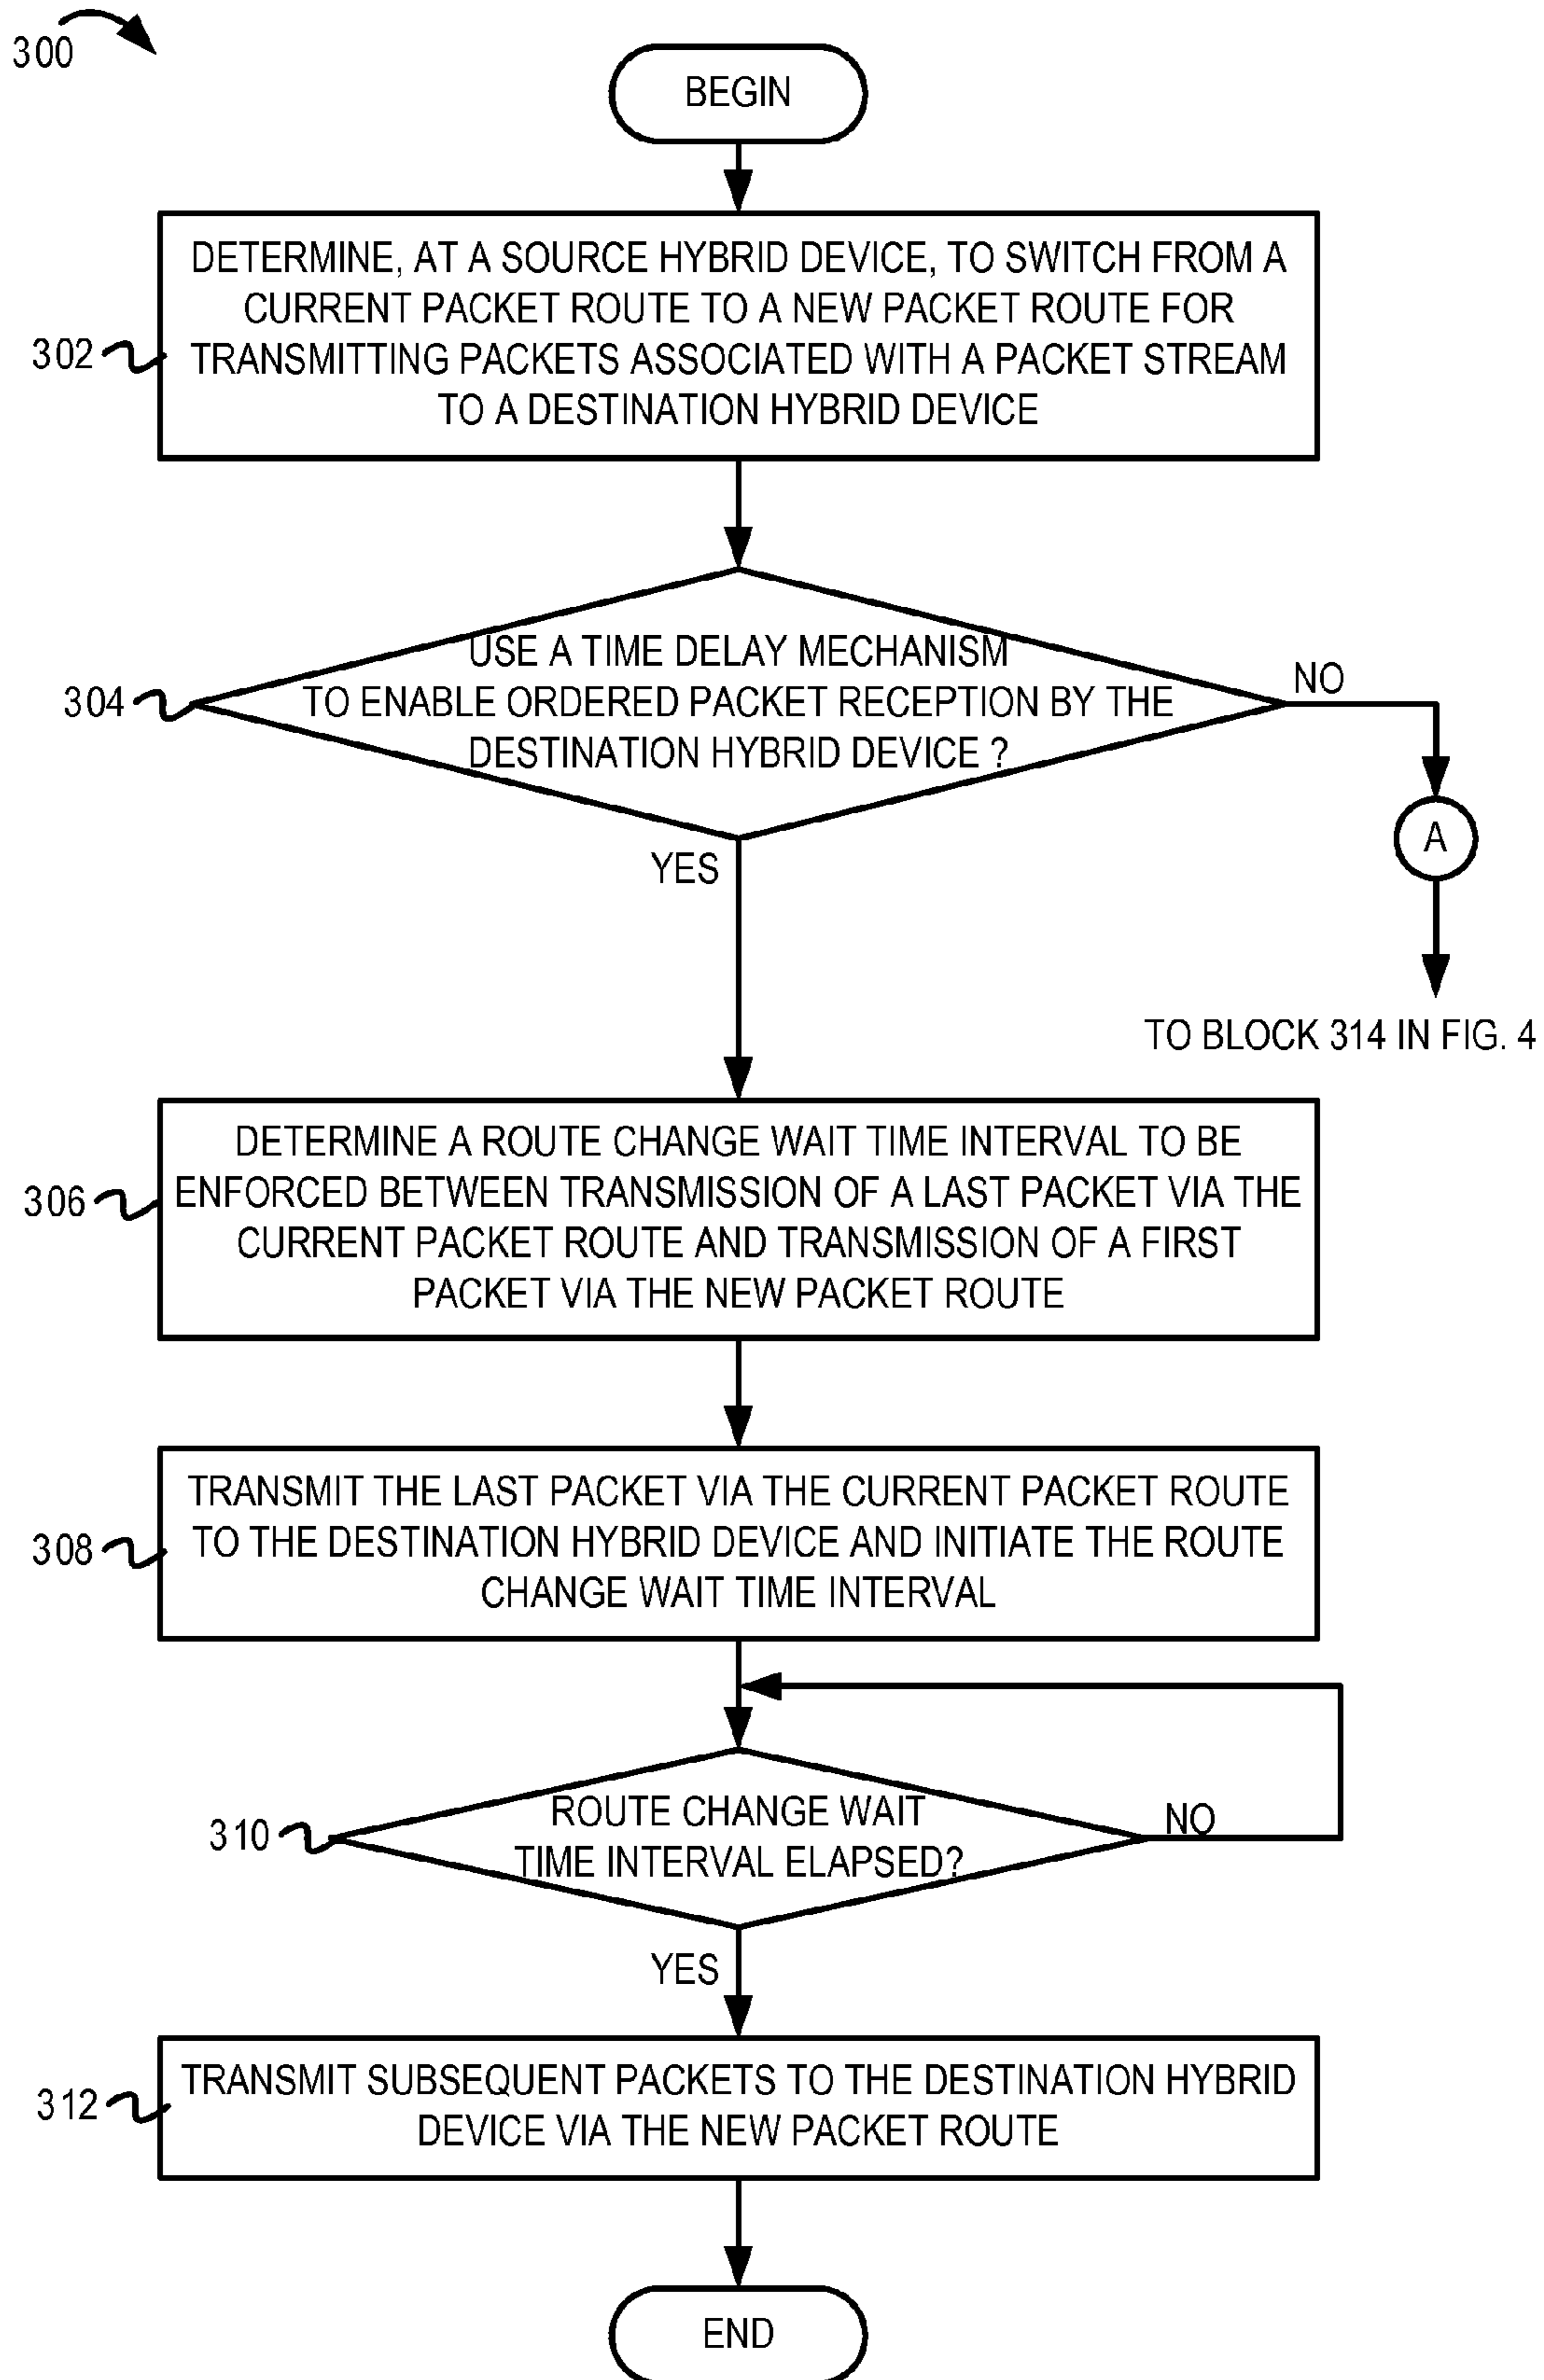 300
BEGIN
DETERMINE, AT A SOURCE HYBRID DEVICE, TO SWITCH FROM A
CURRENT PACKET ROUTE TO A NEW PACKET ROUTE FOR
TRANSMITTING PACKETS ASSOCIATED WITH A PACKET STREAM
TO A DESTINATION HYBRID DEVICE
302
USE A TIME DELAY MECHANISM
TO ENABLE ORDERED PACKET RECEPTION BY THE
DESTINATION HYBRID DEVICE ?
304
NO
A
TO BLOCK 314 IN FIG. 4
YES
DETERMINE A ROUTE CHANGE WAIT TIME INTERVAL TO BE
ENFORCED BETWEEN TRANSMISSION OF A LAST PACKET VIA THE
CURRENT PACKET ROUTE AND TRANSMISSION OF A FIRST
PACKET VIA THE NEW PACKET ROUTE
306
TRANSMIT THE LAST PACKET VIA THE CURRENT PACKET ROUTE
TO THE DESTINATION HYBRID DEVICE AND INITIATE THE ROUTE
CHANGE WAIT TIME INTERVAL
308
ROUTE CHANGE WAIT
TIME INTERVAL ELAPSED?
310
NO
YES
TRANSMIT SUBSEQUENT PACKETS TO THE DESTINATION HYBRID
DEVICE VIA THE NEW PACKET ROUTE
312
END